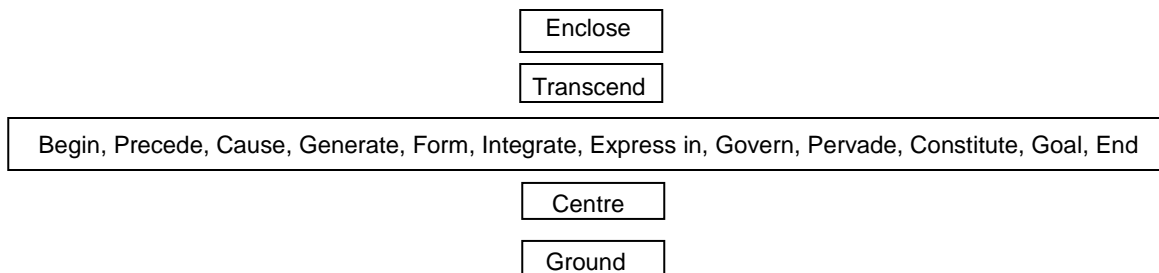 Enclose
Transcend
Begin, Precede, Cause, Generate, Form, Integrate, Express in, Govern, Pervade, Constitute, Goal, End
Centre
Ground